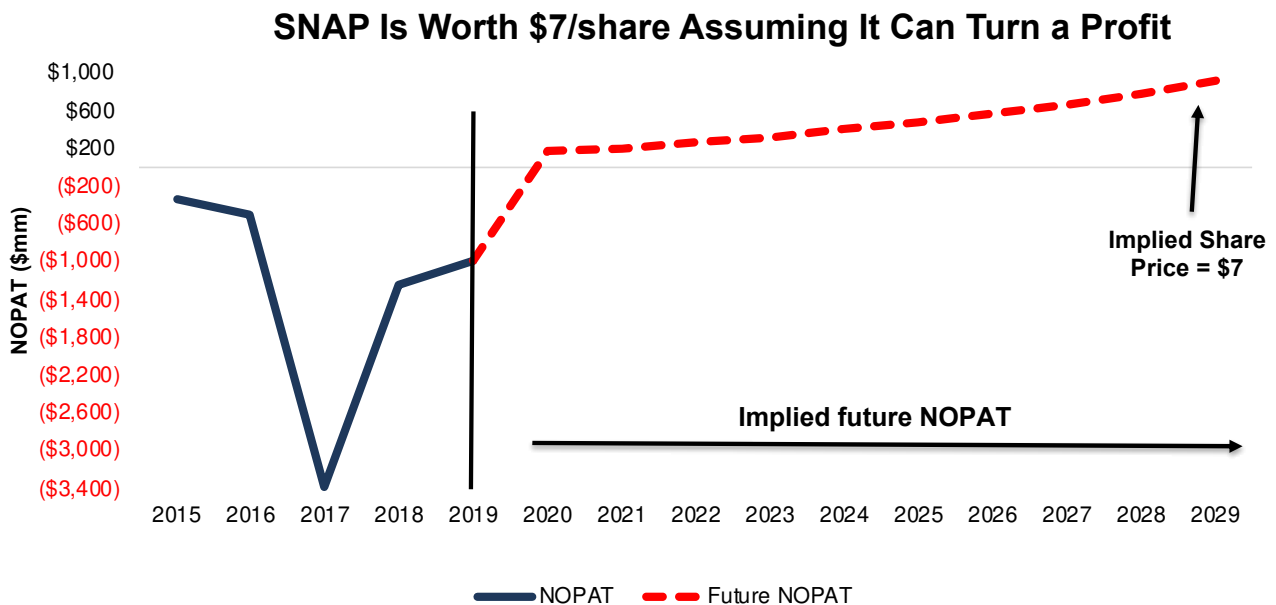 SNAP Is Worth $7/share Assuming It Can Turn a Profit
NOPAT ($mm)
$1,000
$600
$200
($200)
($600)
($1,000)
($1,400)
($1,800)
($2,200)
($2,600)
($3,000)
($3,400)
Implied Share
Price = $7
Implied future NOPAT
2015 2016 2017 2018 2019 2020 2021 2022 2023 2024 2025 2026 2027 2028 2029
NOPAT Future NOPAT